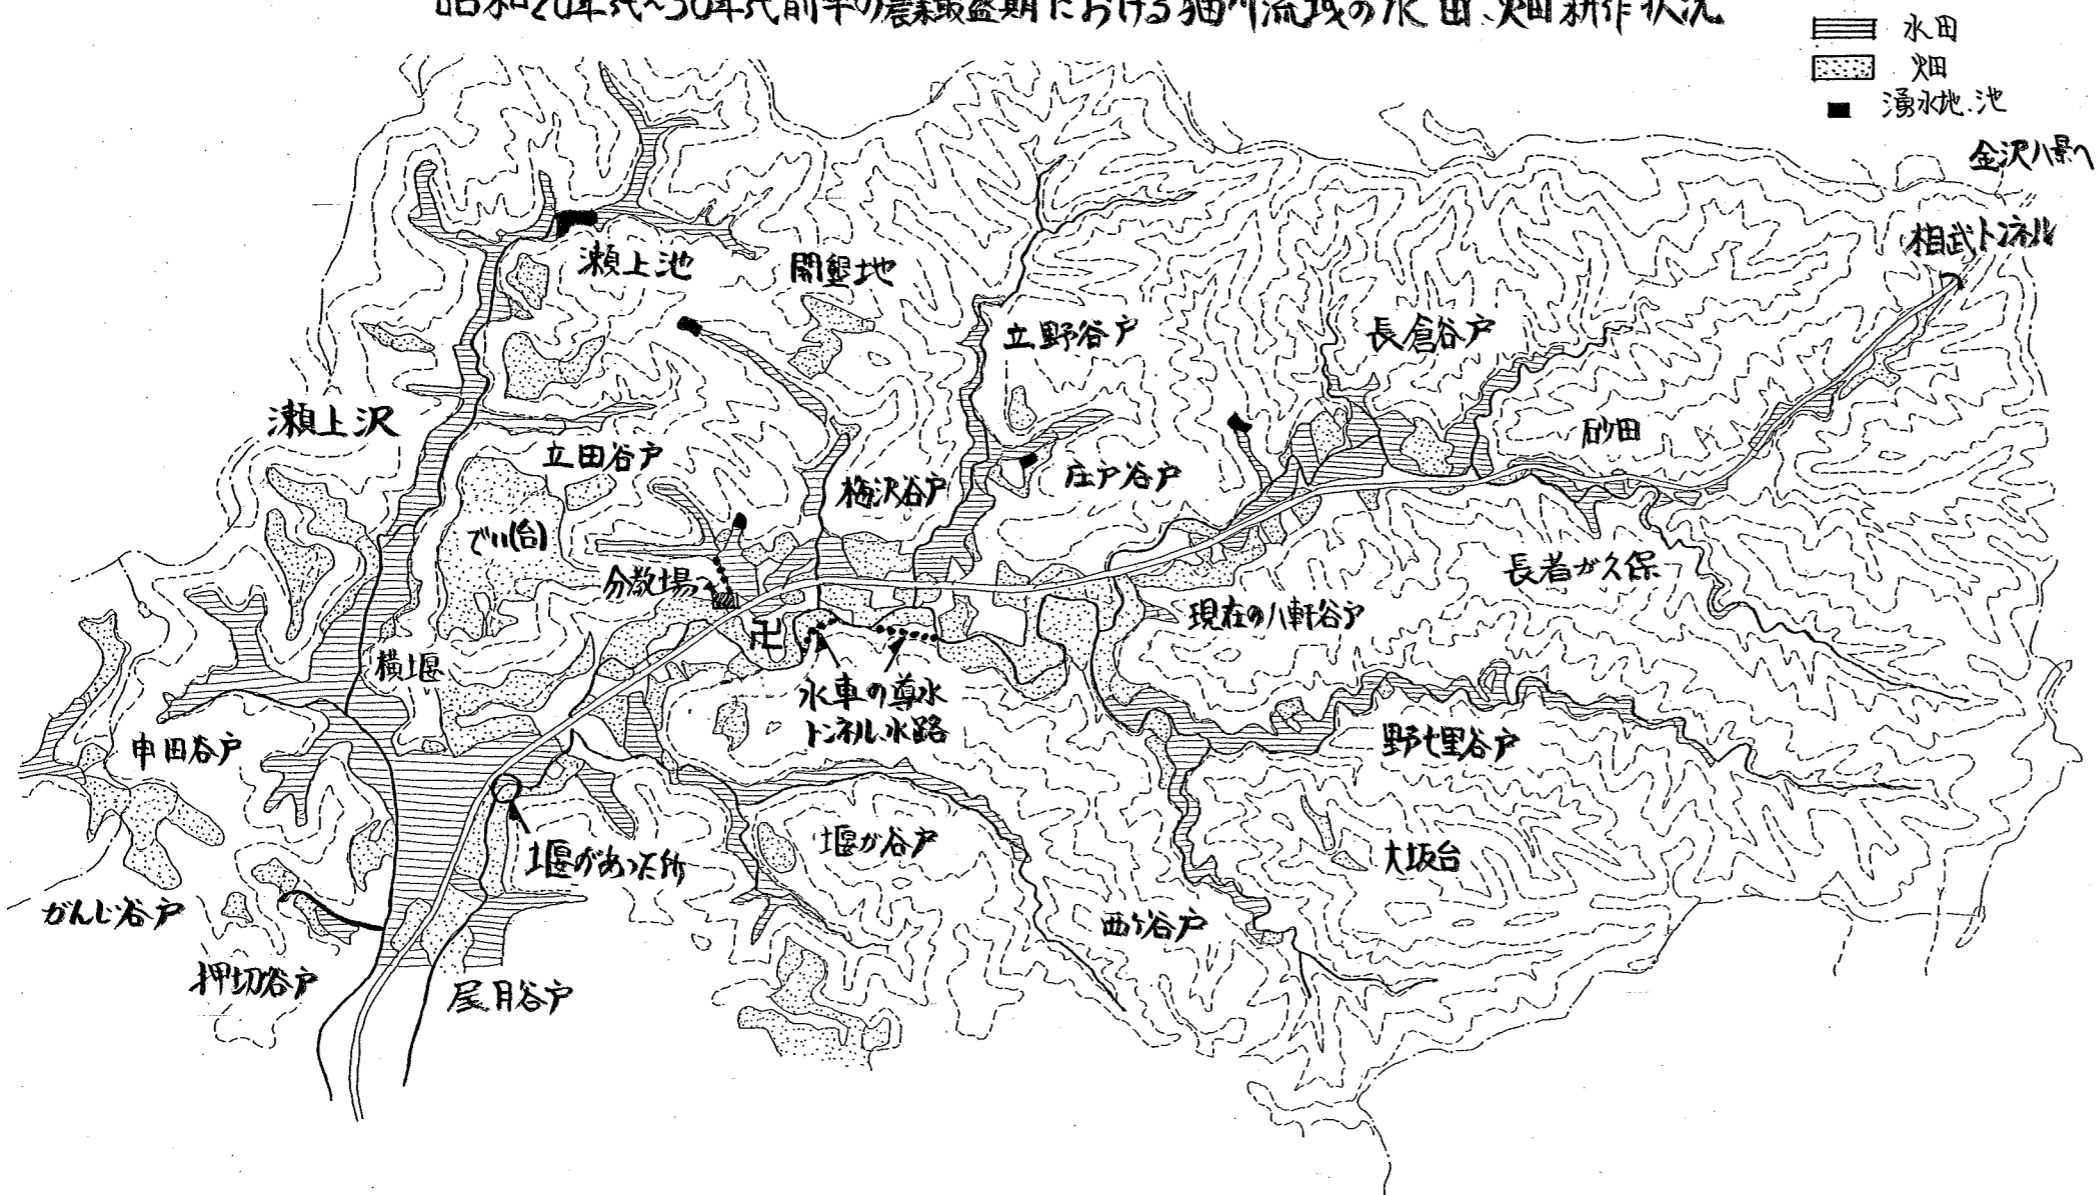 昭和20年代~30年代前半の農業最盛期における猫川流域の水田、畑耕作状況
水田
畑
湧水地、池
金沢八景へ
相武トンネル
瀬上池
開墾地
立野谷戸
長倉谷戸
瀬上沢
砂田
立田谷戸
梅沢谷戸
庄戸谷戸
でい(台)
分教場
長者が久保
現在の八軒谷戸
卍
横堰
水車の導水
トンネル水路
申田谷戸
野七里谷戸
堰があった所
堰が谷戸
大坂台
がんじ谷戸
西ヶ谷戸
押切谷戸
尾月谷戸